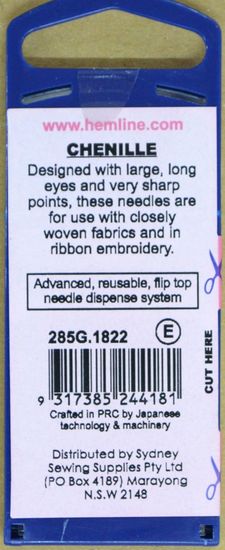 www.hemline.com
CHENILLE
Designed with large, long
eyes and very sharp
points, these needles are
for use with closely
woven fabrics and in
ribbon embroidery.
Advanced, reusable, flip top
needle dispense system
285G.1822
E
CUT HERE
9 317385 244181
Crafted in PRC by Japanese
technology & machinery
Distributed by Sydney
Sewing Supplies Pty Ltd
(PO Box 4189) Marayong
N.S.W 2148